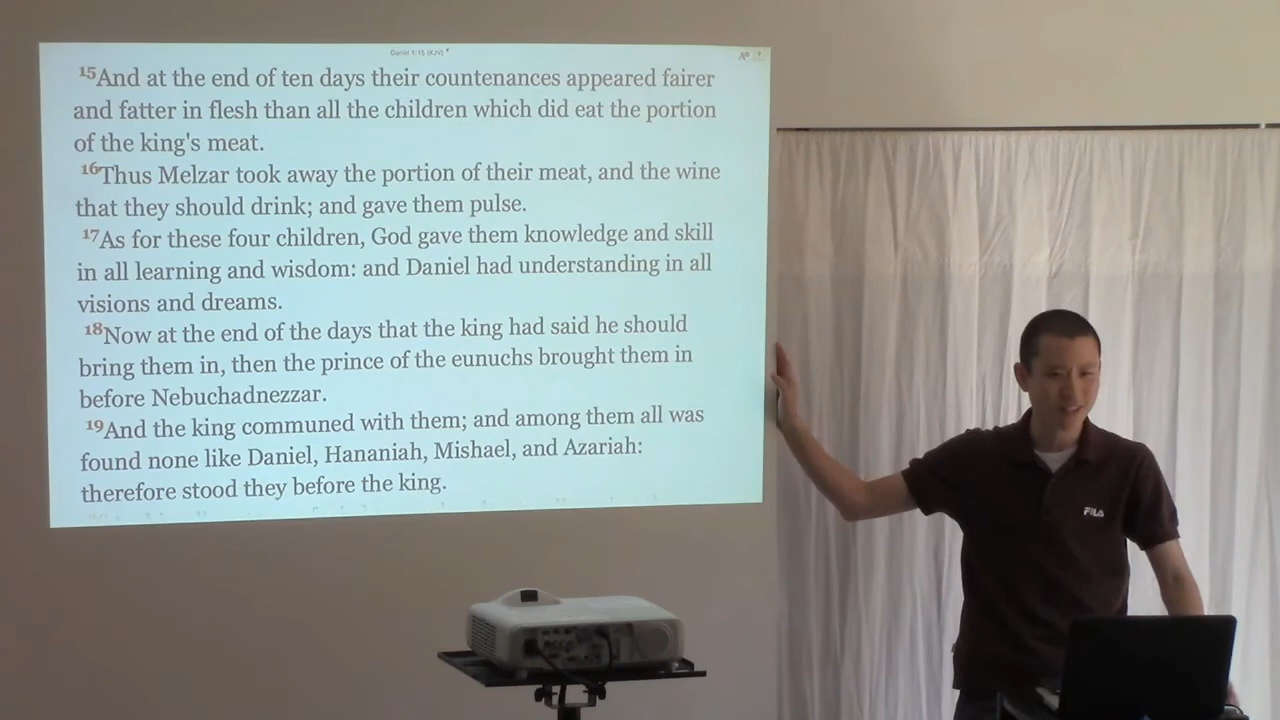 Daniel 1:15 (KJV)
15And at the end of ten days their countenances appeared fairer
and fatter in flesh than all the children which did eat the portion
of the king's meat.
16Thus Melzar took away the portion of their meat, and the wine
that they should drink; and gave them pulse.
17As for these four children, God gave them knowledge and skill
in all learning and wisdom: and Daniel had understanding in all
visions and dreams.
18Now at the end of the days that the king had said he should
bring them in, then the prince of the eunuchs brought them in
before Nebuchadnezzar.
19And the king communed with them; and among them all was
found none like Daniel, Hananiah, Mishael, and Azariah:
therefore stood they before the king.
FILA